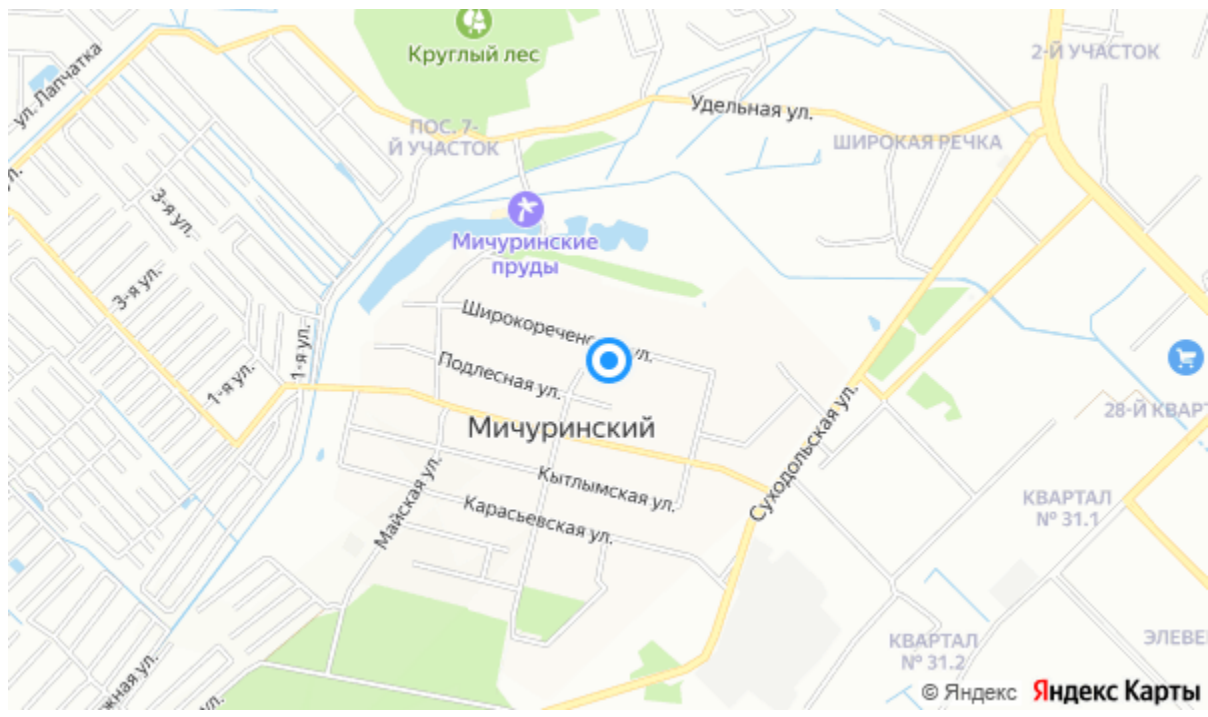 Круглый лес
2-Й УЧАСТОК
ул. Лапчатка
Удельная ул.
ПОС. 7-
Й УЧАСТОК
ШИРОКАЯ РЕЧКА
ул.
3-я ул.
Мичуринские
пруды
3-я ул.
1-я ул.
Подлесная ул.
1-я ул.
28-Й КВАРТ
Мичуринский
Суходольская ул.
Кытлымская ул.
Майская ул.
КВАРТАЛ
№ 31.1
Карасьевская ул.
КВАРТАЛ
№ 31.2
ЭЛЕВЕ
ул.
© Яндекс Яндекс Карты